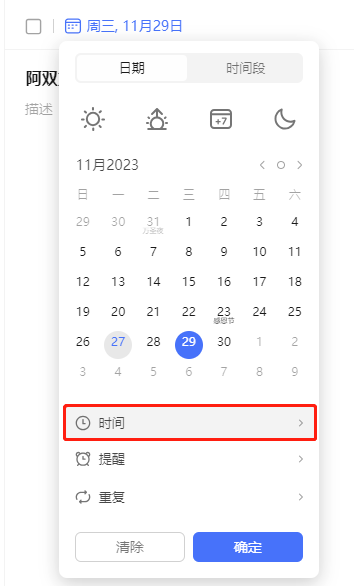 周三, 11月29日
日期 时间段
+7
11月2023
日 一 二 三 四 五 六
29 30 31 1 2 3 4
万圣夜
5 6 7 8 9 10 11
12 13 14 15 16 17 18
19 20 21 22 23 24 25
感恩节
26 27 28 29 30 1 2
3 4 5 6 7 8 9
阿双
描述
时间
提醒
重复
清除 确定